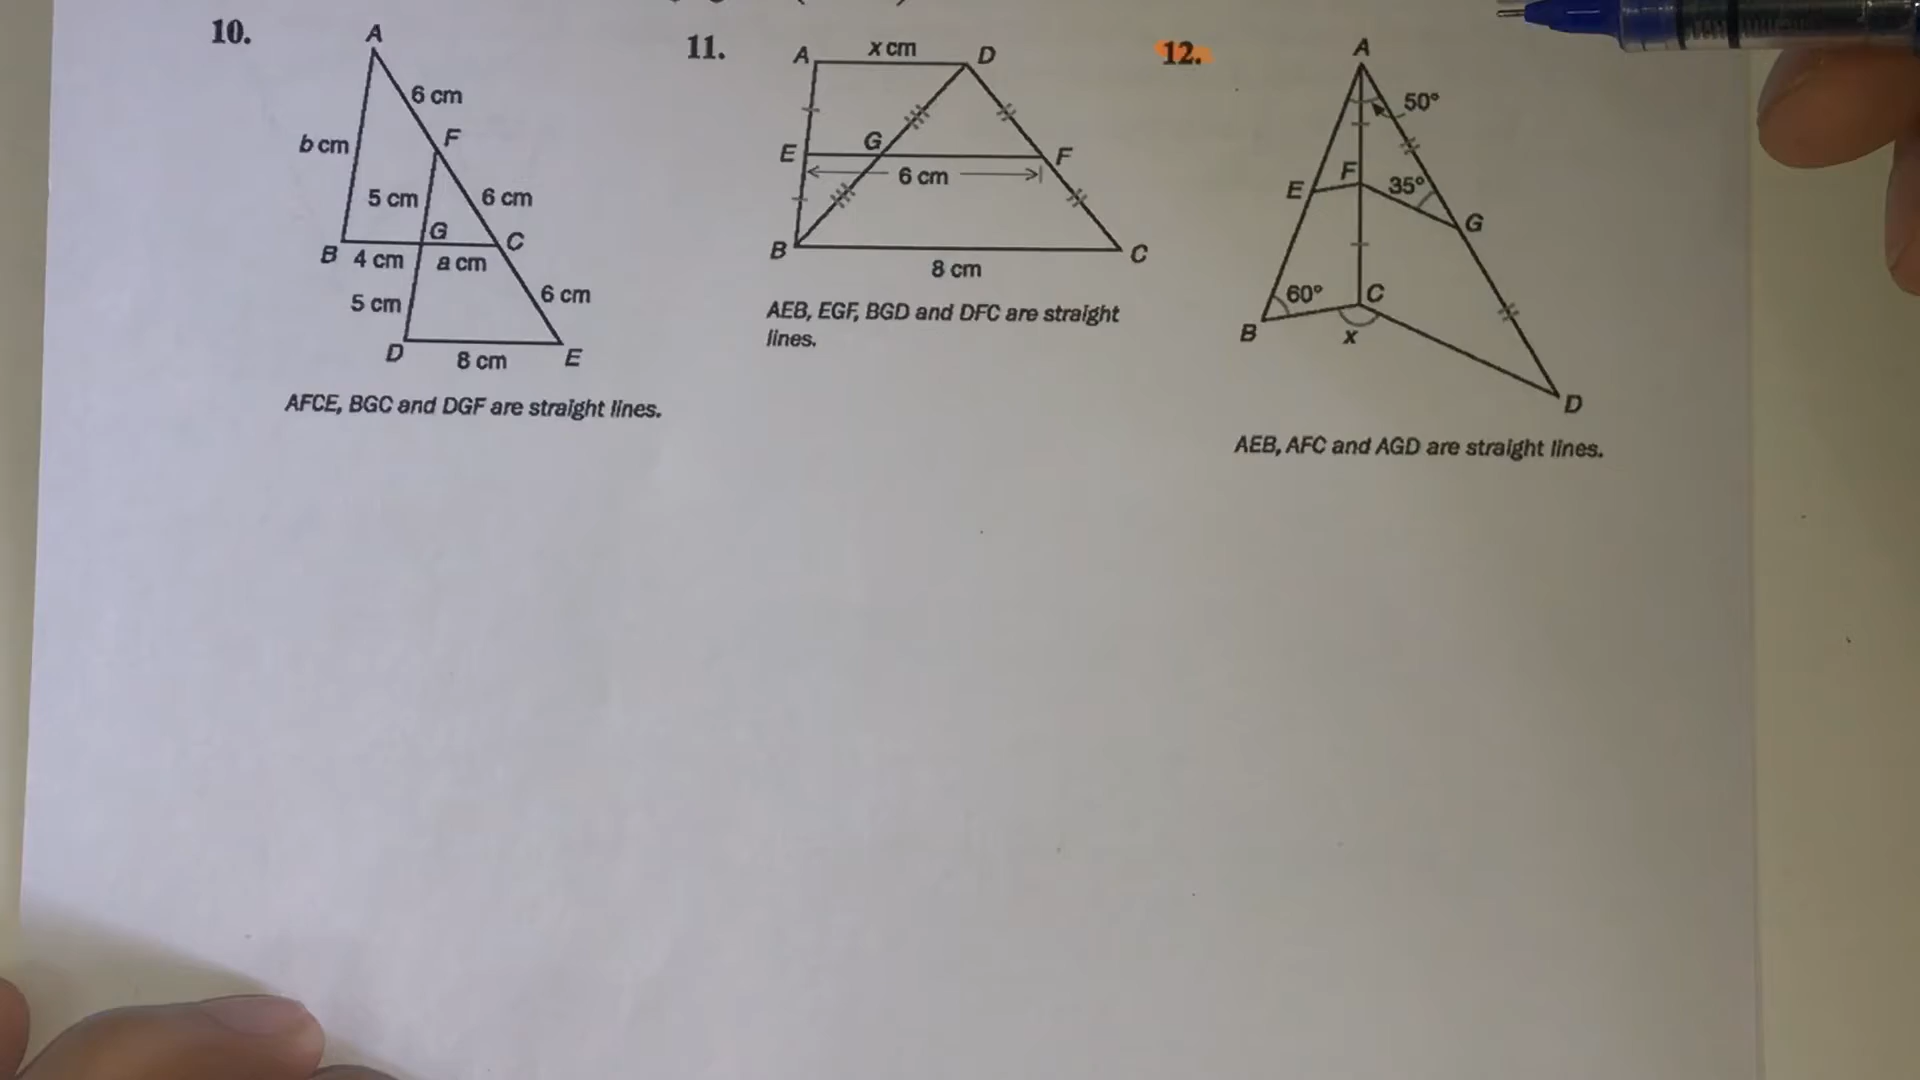 10.
A
6 cm
F
b cm
5 cm
6 cm
G
C
B
4 cm
a cm
5 cm
6 cm
D
8 cm
E
AFCE, BGC and DGF are straight lines.
11.
A
x cm
D
E
G
F
6 cm
B
C
8 cm
AEB, EGF, BGD and DFC are straight
lines.
12.
A
50°
F
35°
E
G
60°
C
B
x
D
AEB, AFC and AGD are straight lines.